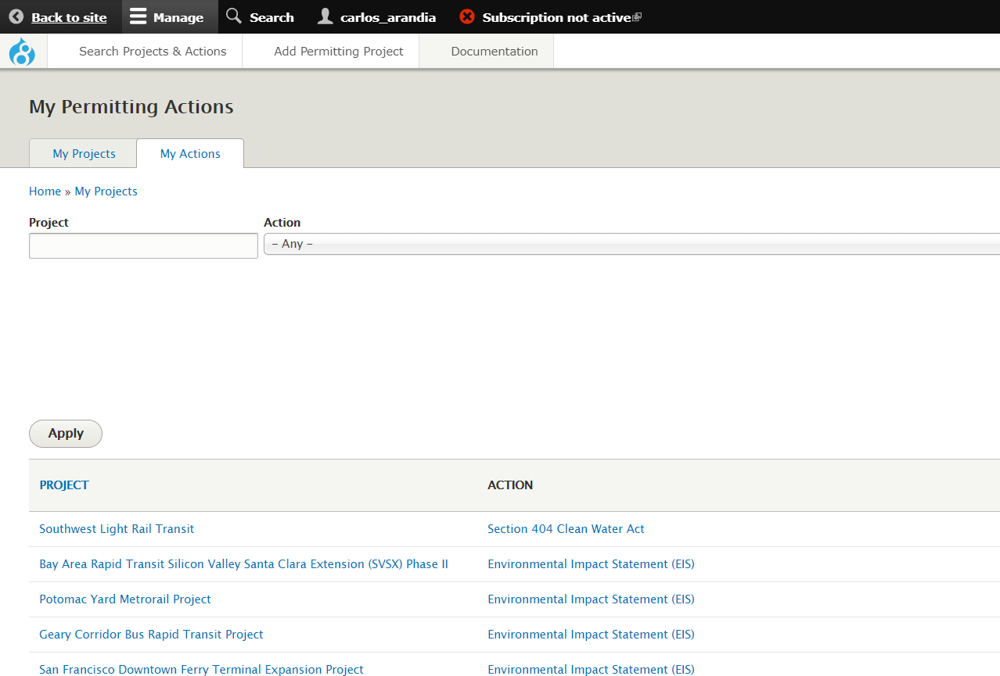 Back to site Manage Search carlos_arandia Subscription not active
Search Projects & Actions Add Permitting Project Documentation
My Permitting Actions
My Projects My Actions
Home » My Projects
Project Action
– Any –
Apply
PROJECT ACTION
Southwest Light Rail Transit Section 404 Clean Water Act
Bay Area Rapid Transit Silicon Valley Santa Clara Extension (SVSX) Phase II Environmental Impact Statement (EIS)
Potomac Yard Metrorail Project Environmental Impact Statement (EIS)
Geary Corridor Bus Rapid Transit Project Environmental Impact Statement (EIS)
San Francisco Downtown Ferry Terminal Expansion Project Environmental Impact Statement (EIS)